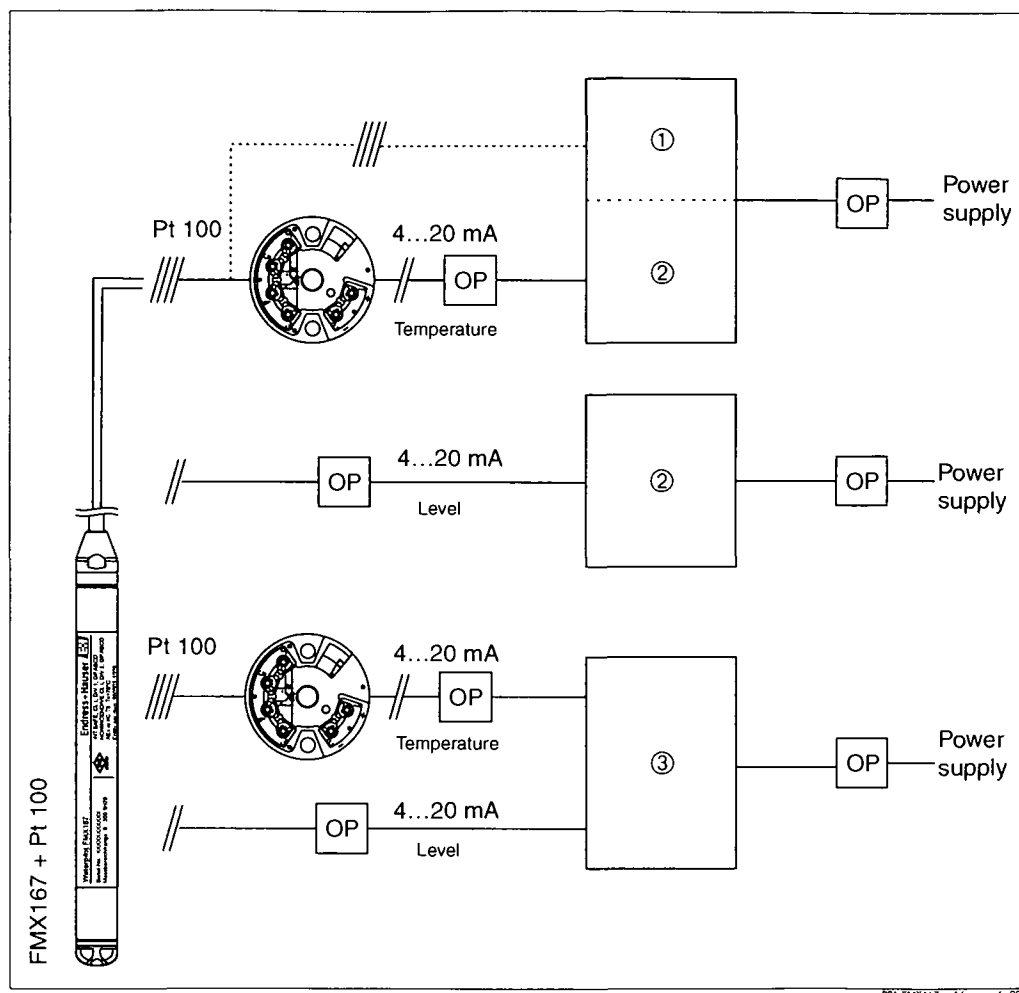 ①
Pt 100
4...20 mA
OP
Temperature
②
OP
Power
supply
4...20 mA
OP
Level
②
OP
Power
supply
Pt 100
4...20 mA
OP
Temperature
③
OP
Power
supply
4...20 mA
OP
Level
FMX167 + Pt 100
Endress+Hauser
Waterpilot FMX167